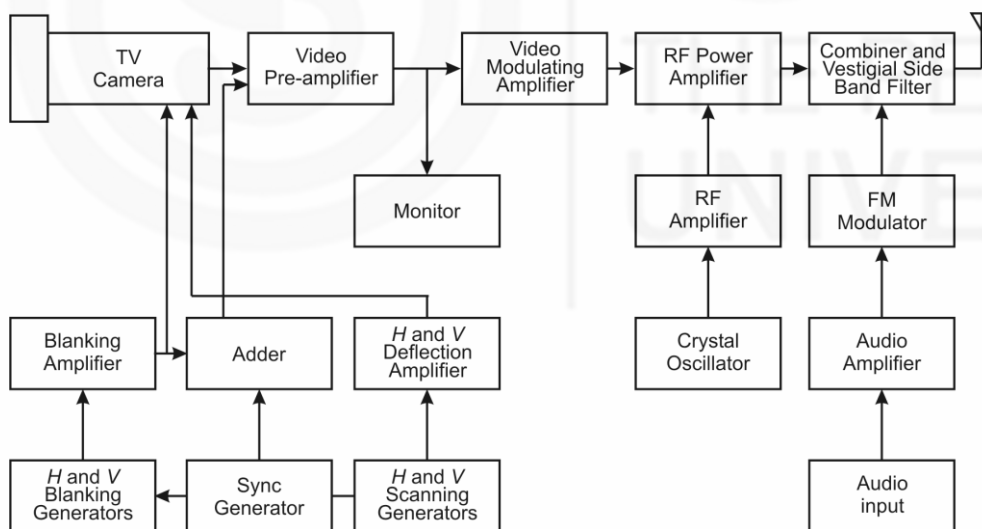 TV
Camera
Video
Pre-amplifier
Video
Modulating
Amplifier
RF Power
Amplifier
Combiner and
Vestigial Side
Band Filter
Monitor
RF
Amplifier
FM
Modulator
Blanking
Amplifier
Adder
H and V
Deflection
Amplifier
Crystal
Oscillator
Audio
Amplifier
H and V
Blanking
Generators
Sync
Generator
H and V
Scanning
Generators
Audio
input
UNIVE